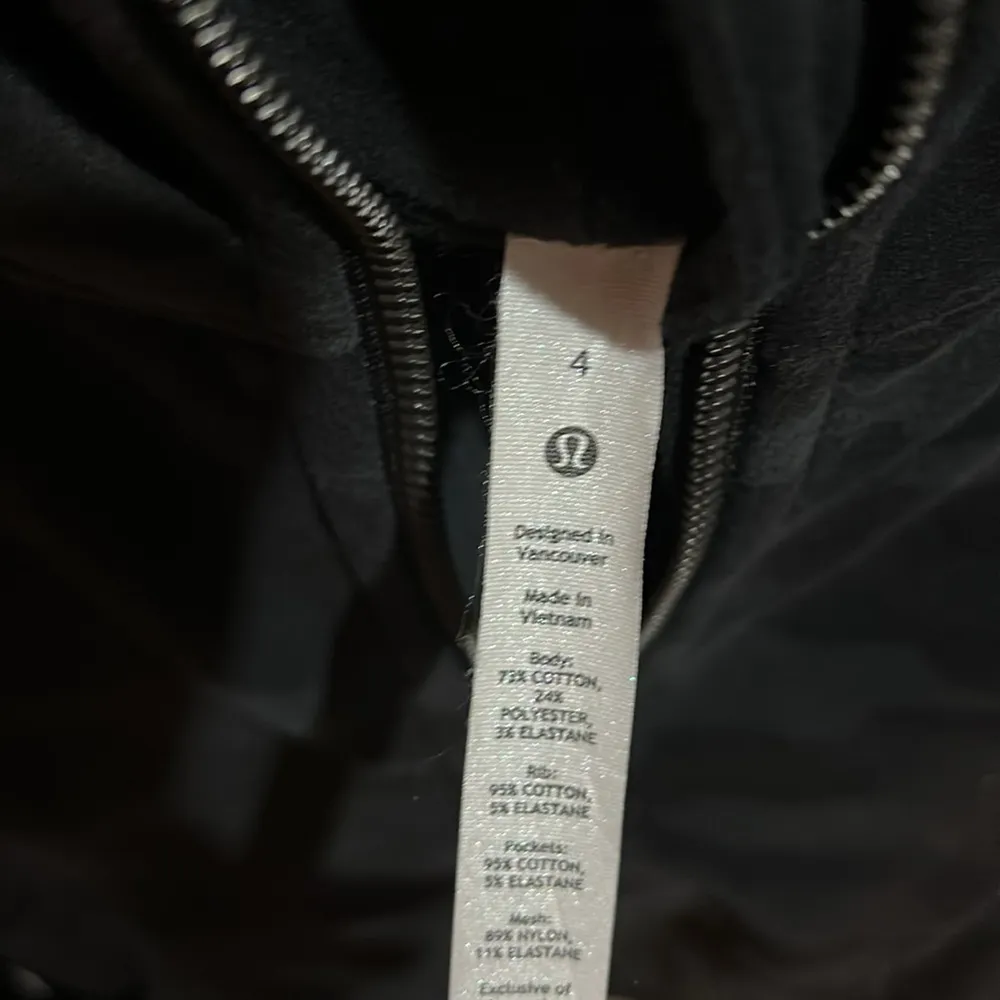 4
Designed in
Vancouver
Made in
Vietnam
Body:
73% COTTON,
24%
POLYESTER,
3% ELASTANE
Rib:
95% COTTON,
5% ELASTANE
Pockets:
95% COTTON,
5% ELASTANE
Mesh:
89% NYLON,
11% ELASTANE
Exclusive of